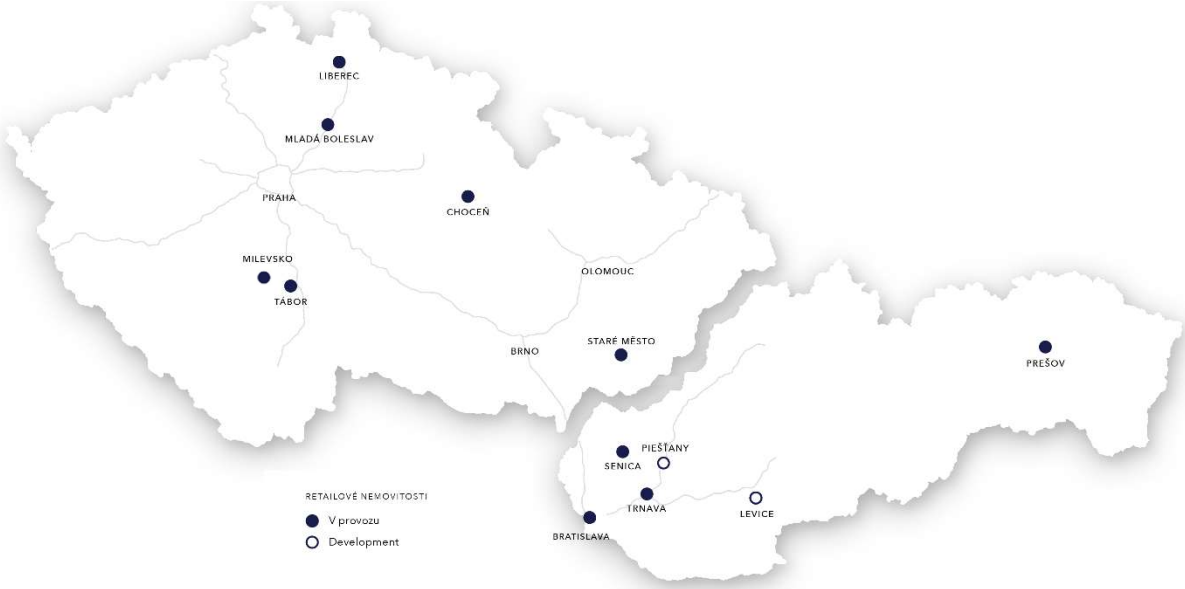 LIBEREC
MLADÁ BOLESLAV
PRAHA
CHOCEŇ
MILEVSKO
TÁBOR
OLOMOUC
BRNO
STARÉ MĚSTO
PREŠOV
PIEŠŤANY
SENICA
TRNAVA
LEVICE
BRATISLAVA
RETAILOVÉ NEMOVITOSTI
V provozu
Development